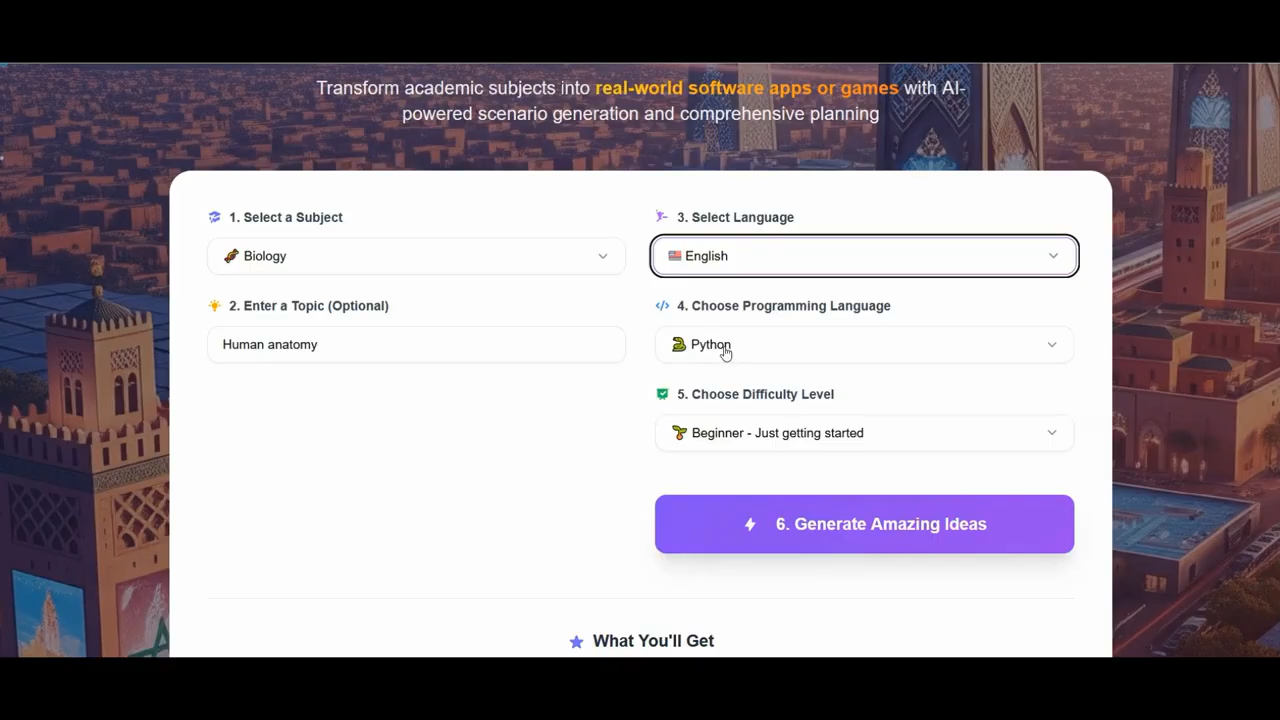 Transform academic subjects into real-world software apps or games with AI-
powered scenario generation and comprehensive planning
1. Select a Subject
Biology
2. Enter a Topic (Optional)
Human anatomy
3. Select Language
English
4. Choose Programming Language
Python
5. Choose Difficulty Level
Beginner - Just getting started
6. Generate Amazing Ideas
What You'll Get